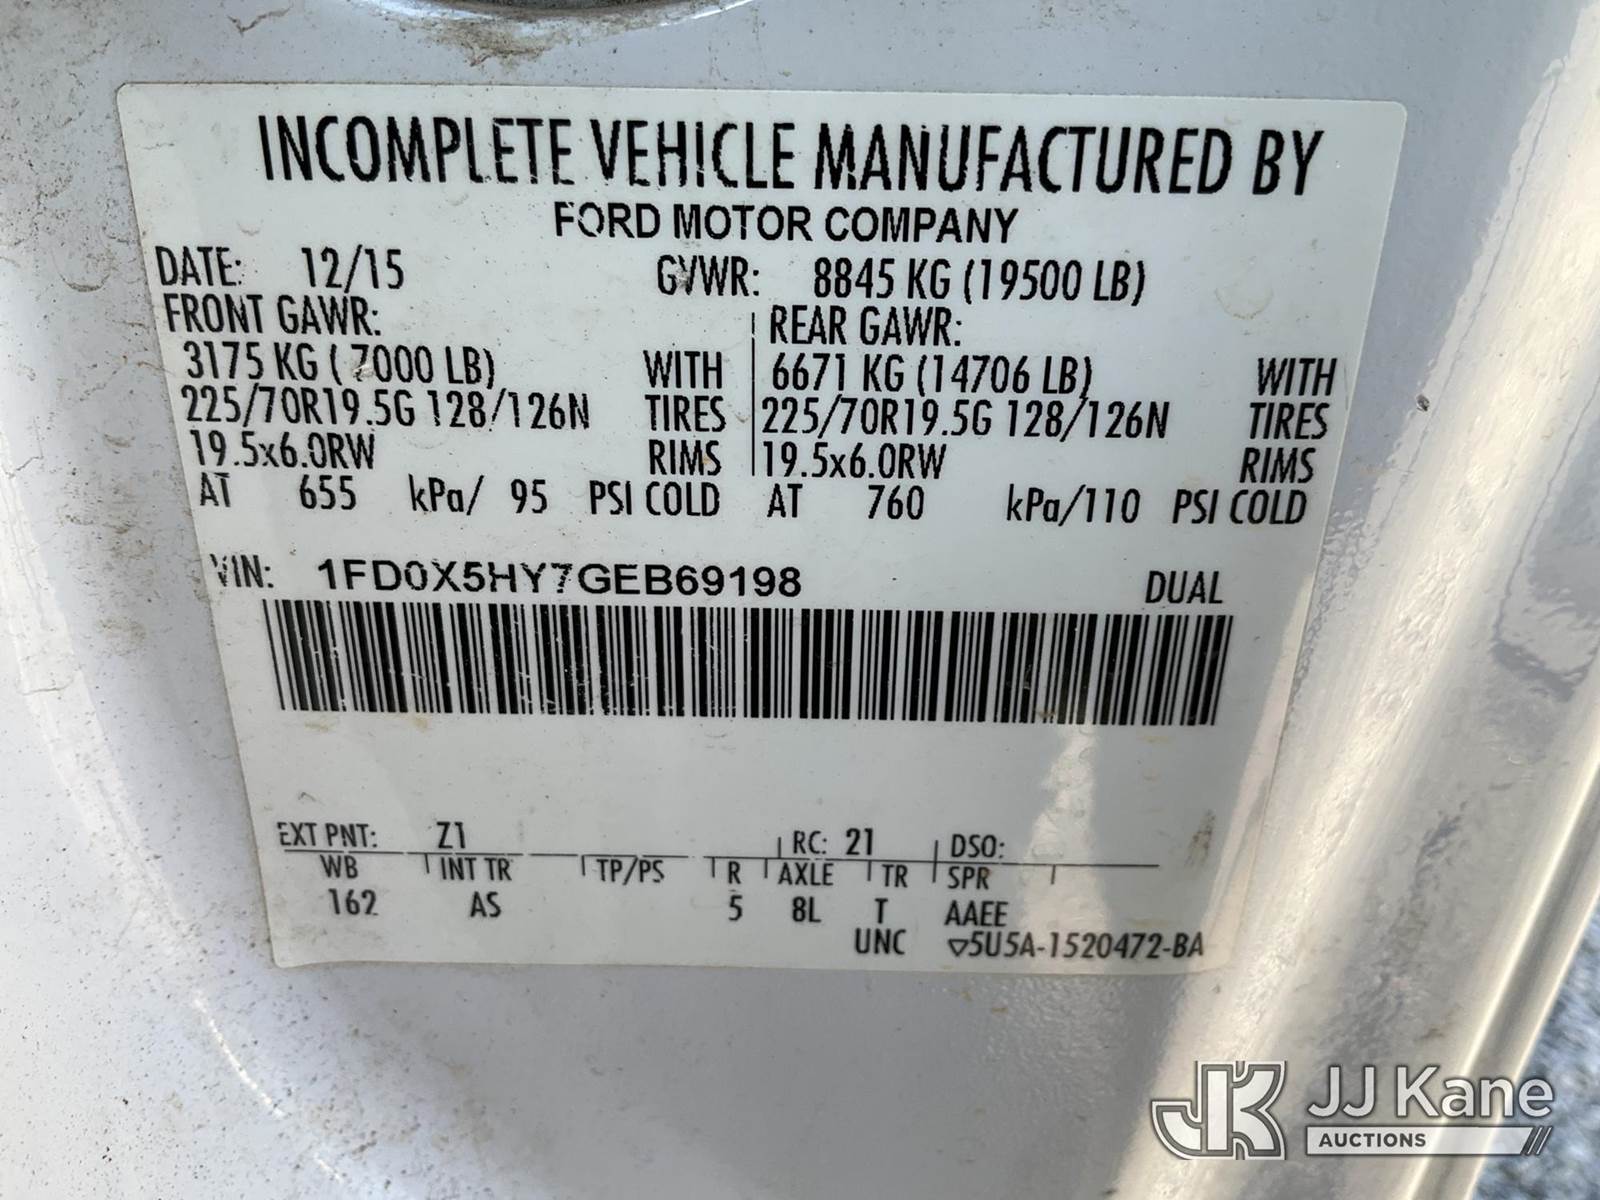 INCOMPLETE VEHICLE MANUFACTURED BY
FORD MOTOR COMPANY
DATE: 12/15 GVWR: 8845 KG (19500 LB)
FRONT GAWR: REAR GAWR:
3175 KG ( 7000 LB) WITH 6671 KG (14706 LB) WITH
225/70R19.5G 128/126N TIRES 225/70R19.5G 128/126N TIRES
19.5x6.0RW RIMS 19.5x6.0RW RIMS
AT 655 kPa/ 95 PSI COLD AT 760 kPa/110 PSI COLD
VIN: 1FD0X5HY7GEB69198 DUAL
EXT PNT: Z1 RC: 21 DSO:
WB INT TR TP/PS R AXLE TR SPR
162 AS 5 8L T AAEE
UNC ▽5U5A-1520472-BA
JK JJ Kane
AUCTIONS